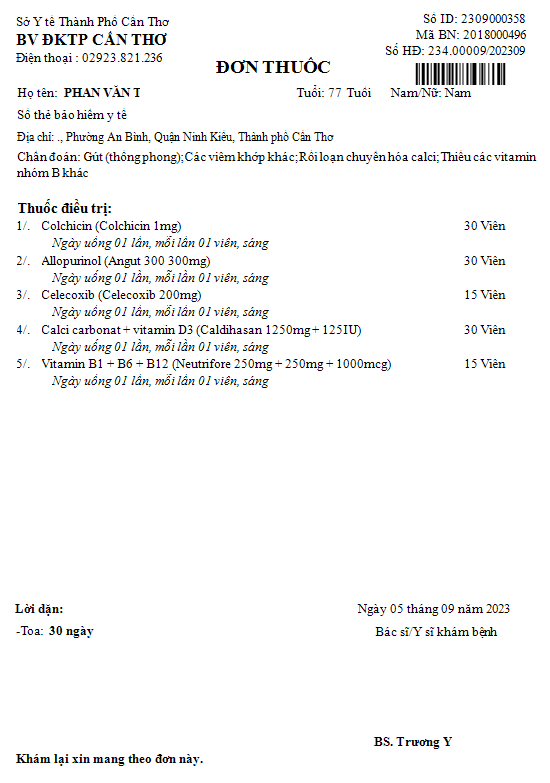 Sở Y tế Thành Phố Cần Thơ
BV ĐKTP CẦN THƠ
Điện thoại : 02923.821.236
Số ID: 2309000358
Mã BN: 2018000496
Số HĐ: 234.00009/202309
ĐƠN THUỐC
Họ tên: PHAN VĂN T Tuổi: 77 Tuổi Nam/Nữ: Nam
Số thẻ bảo hiểm y tế
Địa chỉ: ., Phường An Bình, Quận Ninh Kiều, Thành phố Cần Thơ
Chẩn đoán: Gút (thống phong);Các viêm khớp khác;Rối loạn chuyển hóa calci;Thiếu các vitamin
nhóm B khác
Thuốc điều trị:
1/. Colchicin (Colchicin 1mg) 30 Viên
Ngày uống 01 lần, mỗi lần 01 viên, sáng
2/. Allopurinol (Angut 300 300mg) 30 Viên
Ngày uống 01 lần, mỗi lần 01 viên, sáng
3/. Celecoxib (Celecoxib 200mg) 15 Viên
Ngày uống 01 lần, mỗi lần 01 viên, sáng
4/. Calci carbonat + vitamin D3 (Caldihasan 1250mg + 125IU) 30 Viên
Ngày uống 01 lần, mỗi lần 01 viên, sáng
5/. Vitamin B1 + B6 + B12 (Neutrifore 250mg + 250mg + 1000mcg) 15 Viên
Ngày uống 01 lần, mỗi lần 01 viên, sáng
Lời dặn:
-Toa: 30 ngày
Ngày 05 tháng 09 năm 2023
Bác sĩ/Y sĩ khám bệnh
BS. Trương Y
Khám lại xin mang theo đơn này.